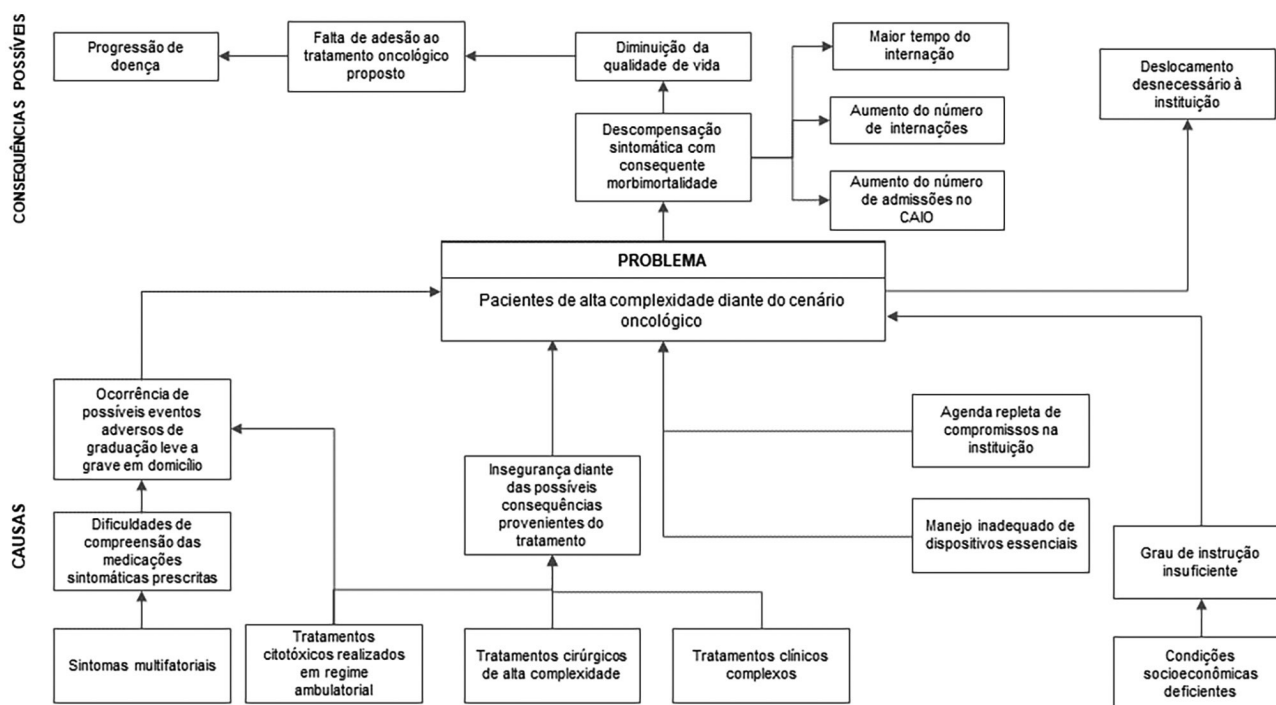 CONSEQUÊNCIAS POSSÍVEIS
Progressão de
doença
Falta de adesão ao
tratamento oncológico
proposto
Diminuição da
qualidade de vida
Maior tempo do
internação
Deslocamento
desnecessário à
instituição
Descompensação
sintomática com
consequente
morbimortalidade
Aumento do número
de internações
Aumento do número
de admissões no
CAIO
PROBLEMA
Pacientes de alta complexidade diante do cenário
oncológico
CAUSAS
Ocorrência de
possíveis eventos
adversos de
graduação leve a
grave em domicílio
Agenda repleta de
compromissos na
instituição
Insegurança diante
das possíveis
consequências
provenientes do
tratamento
Dificuldades de
compreensão das
medicações
sintomáticas prescritas
Manejo inadequado de
dispositivos essenciais
Grau de instrução
insuficiente
Sintomas multifatoriais
Tratamentos
citotóxicos realizados
em regime
ambulatorial
Tratamentos cirúrgicos
de alta complexidade
Tratamentos clínicos
complexos
Condições
socioeconômicas
deficientes